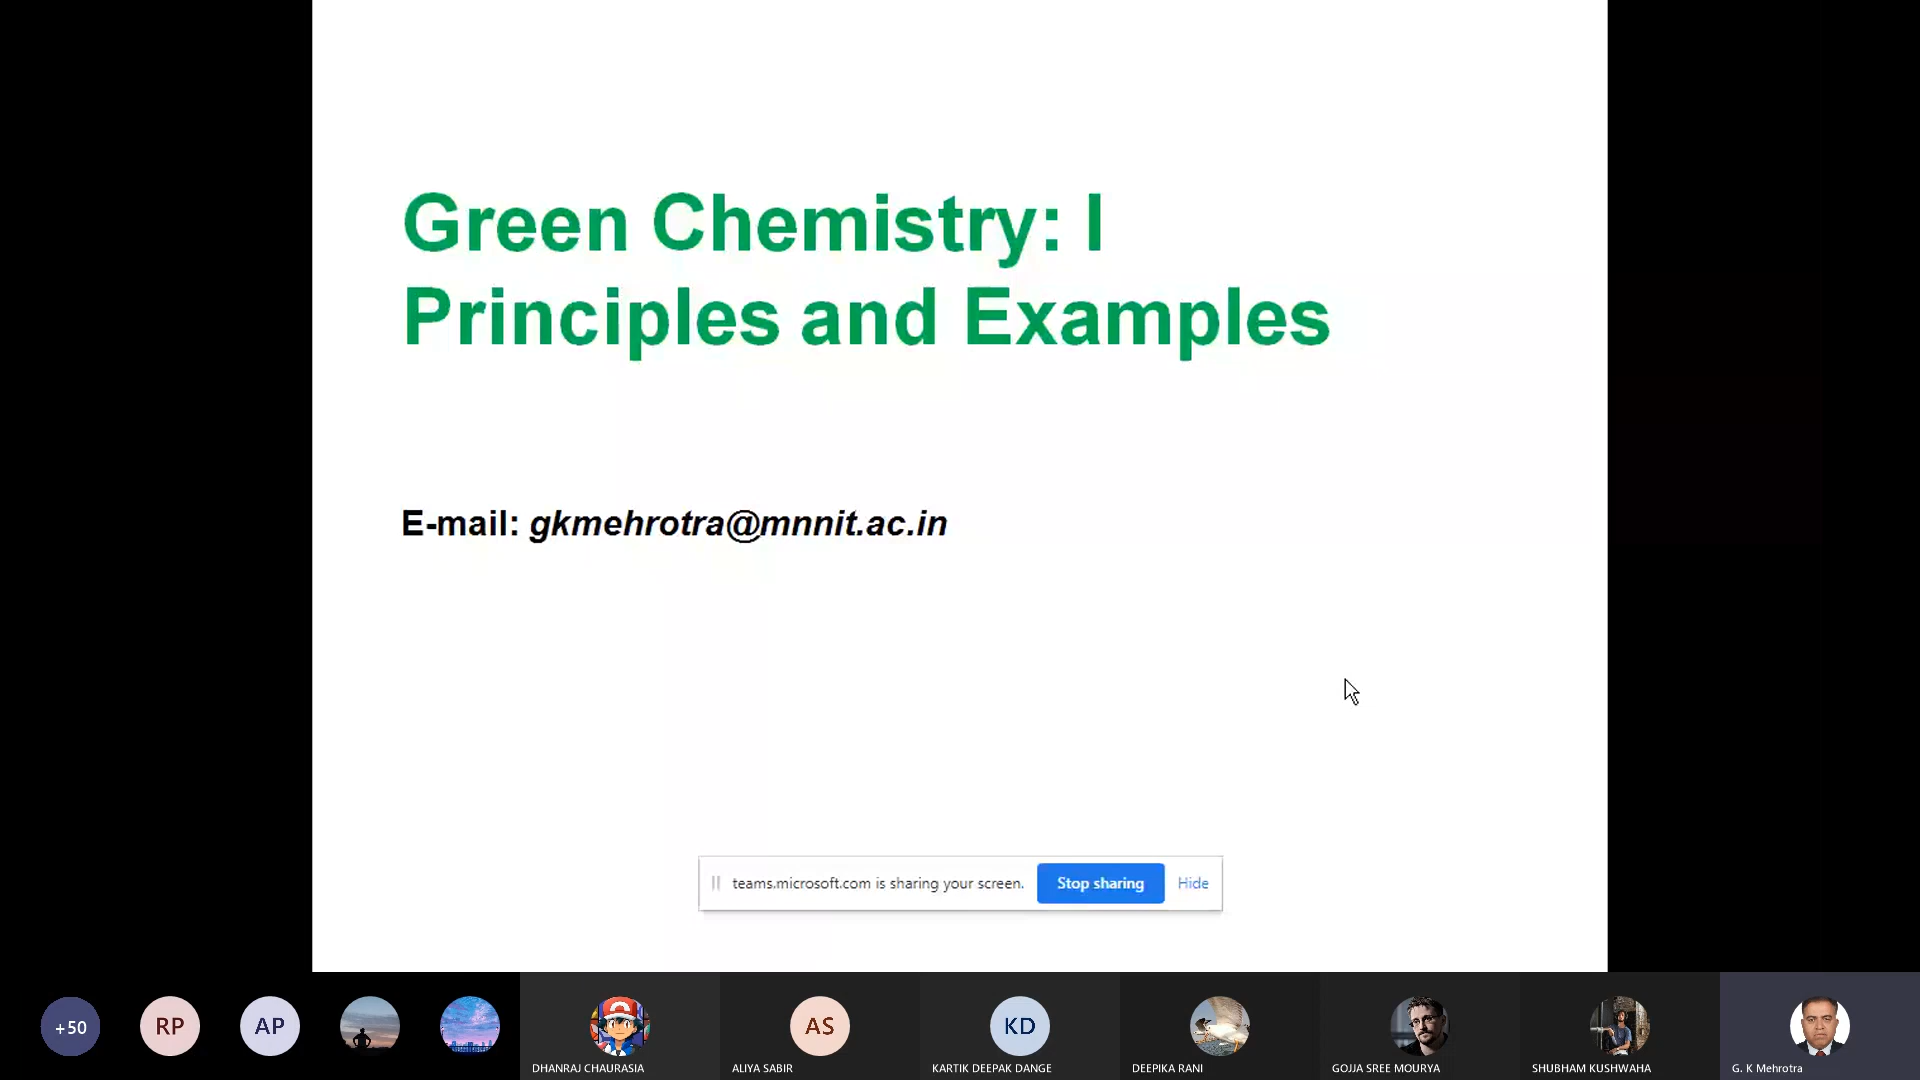 Green Chemistry: I
Principles and Examples
E-mail: gkmehrotra@mnnit.ac.in
teams.microsoft.com is sharing your screen. Stop sharing Hide
+50 RP AP AS KD
DHANRAJ CHAURASIA ALIYA SABIR KARTIK DEEPAK DANGE DEEPIKA RANI GOJJA SREE MOURYA SHUBHAM KUSHWAHA G. K Mehrotra